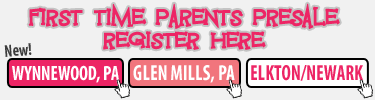 FIRST TIME PARENTS PRESALE
REGISTER HERE
New!
WYNNEWOOD, PA GLEN MILLS, PA ELKTON/NEWARK